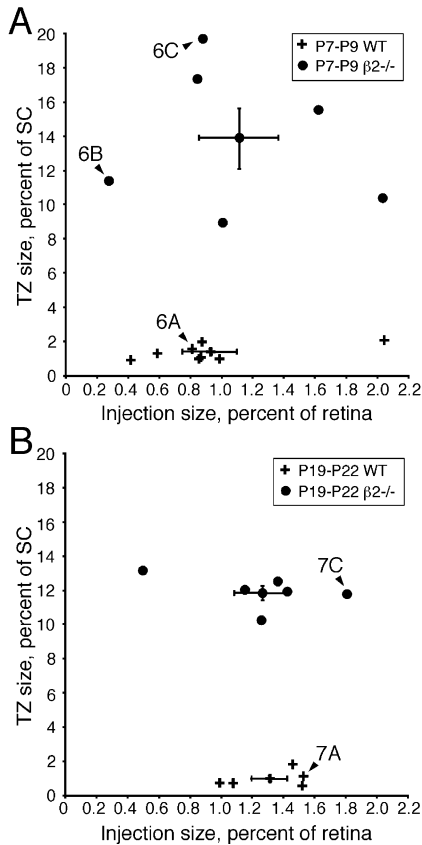 A
20
18
16
14
12
10
8
6
4
2
0
TZ size, percent of SC
P7-P9 WT
P7-P9 β2-/-
6C
6B
6A
0 0.2 0.4 0.6 0.8 1.0 1.2 1.4 1.6 1.8 2.0 2.2
Injection size, percent of retina
B
20
18
16
14
12
10
8
6
4
2
0
TZ size, percent of SC
P19-P22 WT
P19-P22 β2-/-
7C
7A
0 0.2 0.4 0.6 0.8 1.0 1.2 1.4 1.6 1.8 2.0 2.2
Injection size, percent of retina